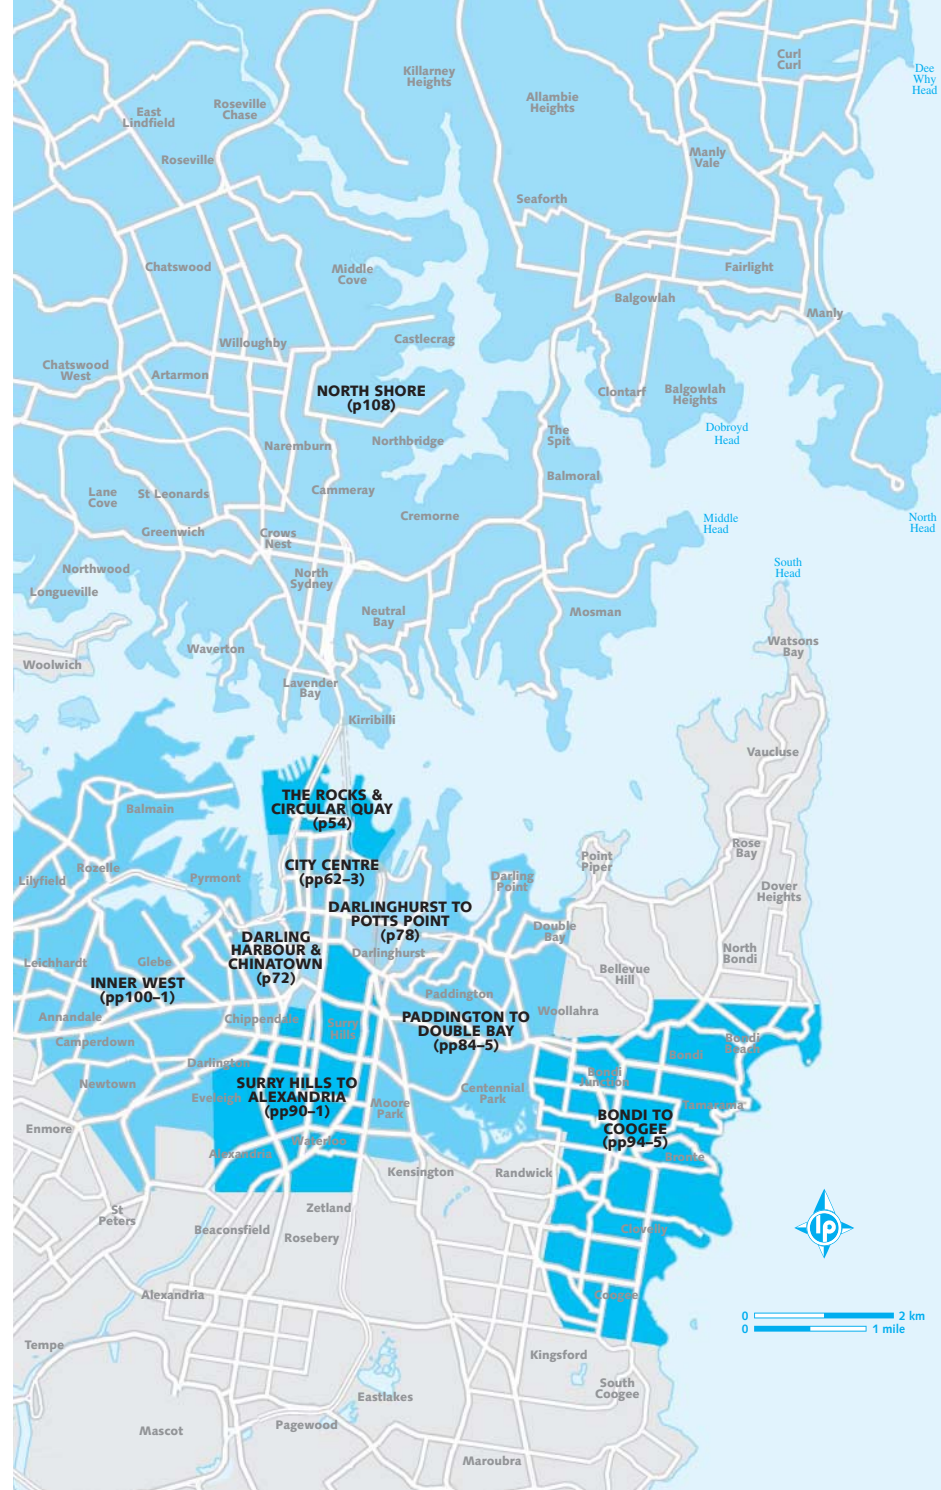 Curl
Curl
Dee
Why
Head
Killarney
Heights
Allambie
Heights
East
Lindfield
Roseville
Chase
Roseville
Manly
Vale
Seaforth
Chatswood
Middle
Cove
Fairlight
Balgowlah
Manly
Willoughby
Castlecrag
Chatswood
West
Artarmon
NORTH SHORE
(p108)
Clontarf
Balgowlah
Heights
Dobroyd
Head
The
Spit
Naremburn
Northbridge
Balmoral
Lane
Cove
St Leonards
Cammeray
Cremorne
Middle
Head
North
Head
Greenwich
Crows
Nest
South
Head
Northwood
Longueville
North
Sydney
Neutral
Bay
Mosman
Watsons
Bay
Woolwich
Waverton
Lavender
Bay
Kirribilli
Vaucluse
THE ROCKS &
CIRCULAR QUAY
(p54)
Balmain
Rose
Bay
CITY CENTRE
(pp62–3)
Point
Piper
Rozelle
Lilyfield
Pyrmont
Darling
Point
Dover
Heights
DARLINGHURST TO
POTTS POINT
(p78)
Double
Bay
DARLING
HARBOUR &
CHINATOWN
(p72)
Darlinghurst
North
Bondi
Leichhardt
Glebe
Bellevue
Hill
INNER WEST
(pp100–1)
Paddington
Annandale
Chippendale
Surry
Hills
PADDINGTON TO
DOUBLE BAY
(pp84–5)
Woollahra
Camperdown
Bondi
Beach
Bondi
Darlington
Newtown
Bondi
Junction
SURRY HILLS TO
ALEXANDRIA
(pp90–1)
Eveleigh
Centennial
Park
Moore
Park
Tamarama
BONDI TO
COOGEE
(pp94–5)
Enmore
Waterloo
Alexandria
Bronte
Kensington
Randwick
St
Peters
Zetland
Beaconsfield
Rosebery
Clovelly
lp
Alexandria
Coogee
0 2 km
0 1 mile
Tempe
Kingsford
Eastlakes
South
Coogee
Mascot
Pagewood
Maroubra